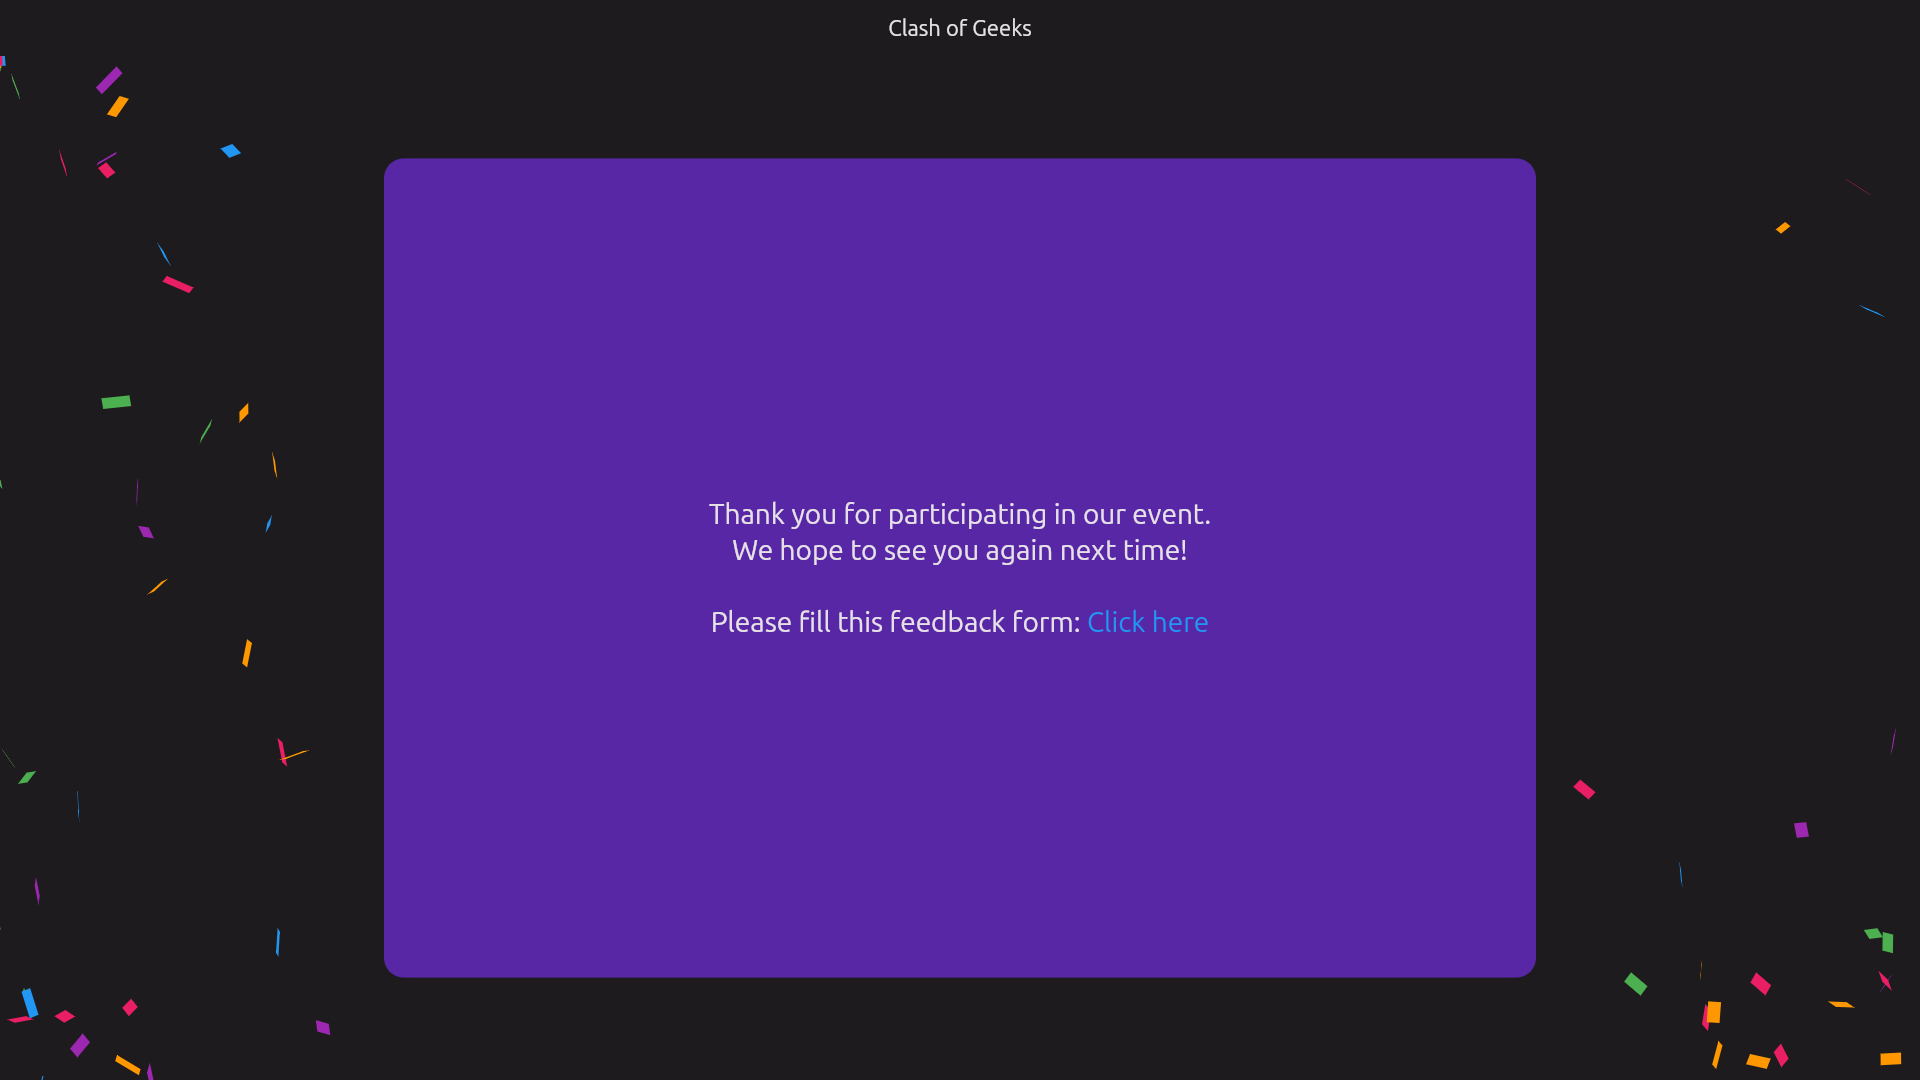 Clash of Geeks
Thank you for participating in our event.
We hope to see you again next time!
Please fill this feedback form: Click here